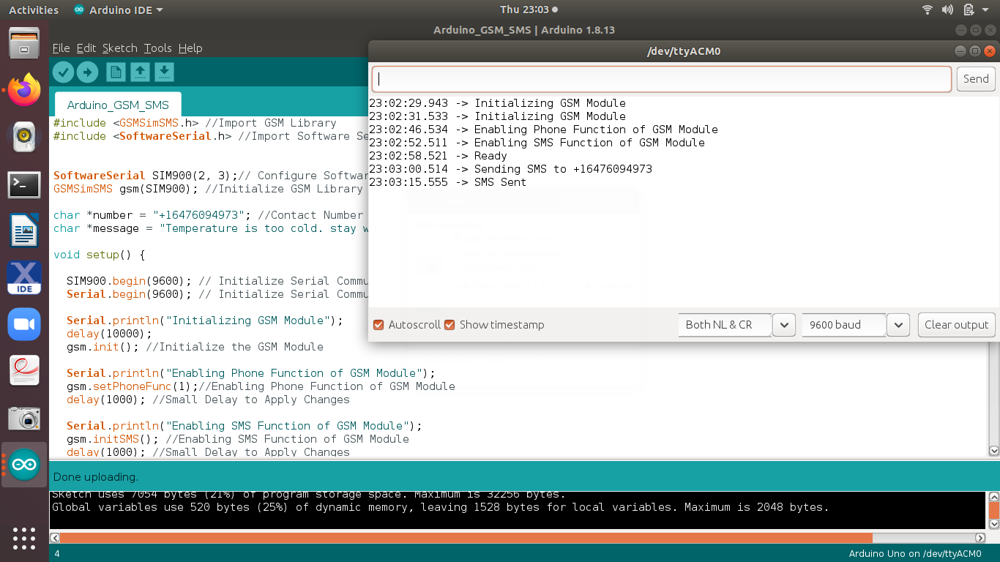 Activities Arduino IDE Thu 23:03
Arduino_GSM_SMS | Arduino 1.8.13
File Edit Sketch Tools Help
Arduino_GSM_SMS
#include <GSMSimSMS.h> //Import GSM Library
#include <SoftwareSerial.h> //Import Software Se
SoftwareSerial SIM900(2, 3);// Configure Softwar
GSMSimSMS gsm(SIM900); //Initialize GSM Library
char *number = "+16476094973"; //Contact Number
char *message = "Temperature is too cold. stay w
void setup() {
SIM900.begin(9600); // Initialize Serial Commu
Serial.begin(9600); // Initialize Serial Commu
Serial.println("Initializing GSM Module");
delay(10000);
gsm.init(); //Initialize the GSM Module
Serial.println("Enabling Phone Function of GSM Module");
gsm.setPhoneFunc(1);//Enabling Phone Function of GSM Module
delay(1000); //Small Delay to Apply Changes
Serial.println("Enabling SMS Function of GSM Module");
gsm.initSMS(); //Enabling SMS Function of GSM Module
delay(1000); //Small Delay to Apply Changes
/dev/ttyACM0
Send
23:02:29.943 -> Initializing GSM Module
23:02:31.533 -> Initializing GSM Module
23:02:46.534 -> Enabling Phone Function of GSM Module
23:02:52.511 -> Enabling SMS Function of GSM Module
23:02:58.521 -> Ready
23:03:00.514 -> Sending SMS to +16476094973
23:03:15.555 -> SMS Sent
Autoscroll Show timestamp Both NL & CR 9600 baud Clear output
Done uploading.
Sketch uses 7054 bytes (21%) of program storage space. Maximum is 32256 bytes.
Global variables use 520 bytes (25%) of dynamic memory, leaving 1528 bytes for local variables. Maximum is 2048 bytes.
4 Arduino Uno on /dev/ttyACM0
X
IDE